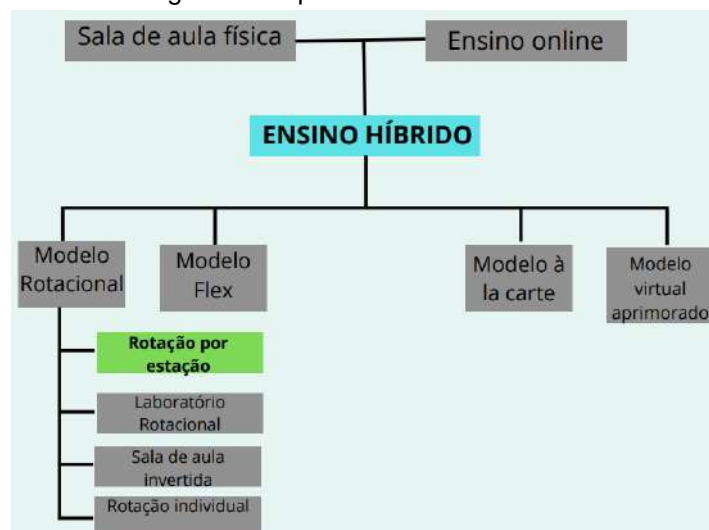 Sala de aula física
Ensino online
ENSINO HÍBRIDO
Modelo
Rotacional
Modelo
Flex
Modelo à
la carte
Modelo
virtual
aprimorado
Rotação por
estação
Laboratório
Rotacional
Sala de aula
invertida
Rotação individual